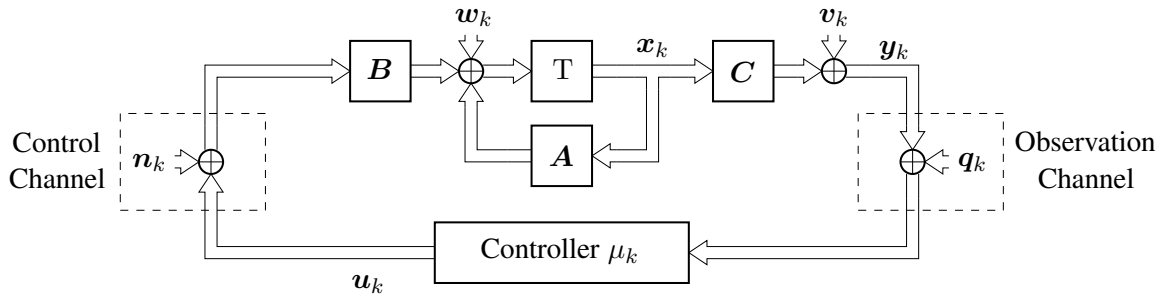 w_k
v_k
B
T
x_k
C
y_k
A
Control
Channel
n_k
q_k
Observation
Channel
Controller μ_k
u_k